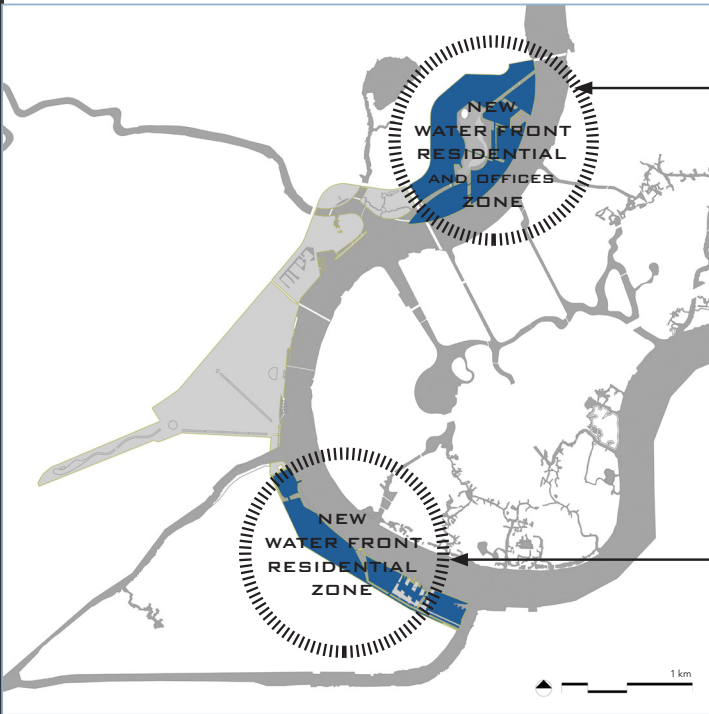 NEW
WATER FRONT
RESIDENTIAL
AND OFFICES
ZONE
NEW
WATER FRONT
RESIDENTIAL
ZONE
1 km